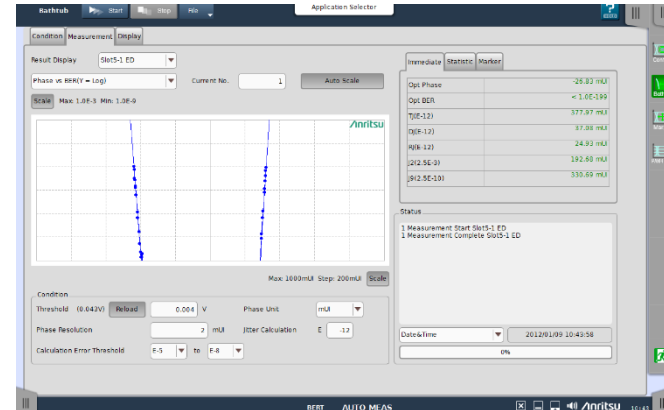 Bathtub
Start
Stop
File
Application Selector
Condition Measurement Display
Result Display Slot5-1 ED
Phase vs BER(Y = Log)
Current No. 1
Auto Scale
Scale Max: 1.0E-3 Min: 1.0E-9
Anritsu
Max: 1000mUI Step: 200mUI Scale
Condition
Threshold (0.043V) Reload 0.004 V
Phase Unit mUI
Phase Resolution 2 mUI
Jitter Calculation E -12
Calculation Error Threshold E-5 to E-8
Immediate Statistic Marker
Opt Phase -26.83 mUI
Opt BER < 1.0E-199
TJ(E-12) 377.97 mUI
DJ(E-12) 37.08 mUI
RJ(E-12) 24.93 mUI
J2(2.5E-3) 192.68 mUI
J9(2.5E-10) 330.69 mUI
Status
1 Measurement Start Slot5-1 ED
1 Measurement Complete Slot5-1 ED
Date&Time 2012/01/09 10:43:58
0%
BERT AUTO MEAS
Anritsu